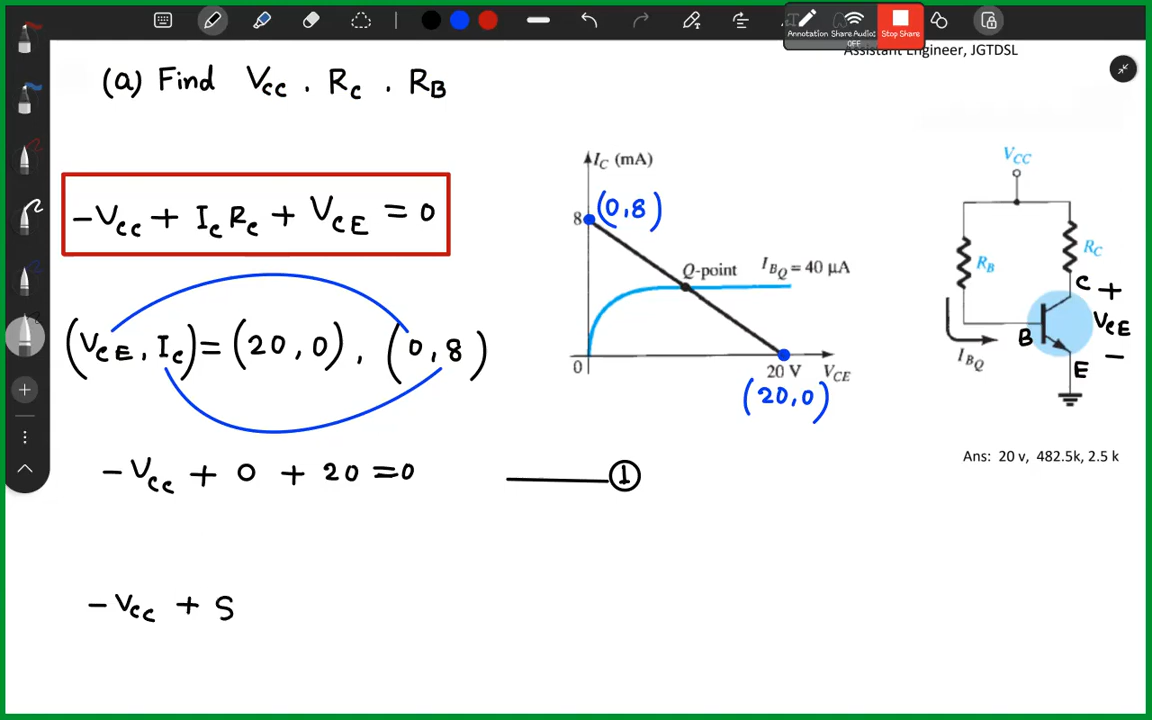 Annotation Share Audio: Stop Share
OFF
Assistant Engineer, JGTDSL
(a) Find Vcc . Rc . RB
-Vcc + IcRc + VCE = 0
(VCE, Ic) = (20,0), (0,8)
-Vcc + 0 + 20 = 0 ——— ①
-Vcc + S
IC (mA)
8 (0,8)
Q-point IBQ = 40 μA
0 20 V VCE
(20,0)
VCC
RB RC
C +
B VCE
IBQ E -
Ans: 20 v, 482.5k, 2.5 k